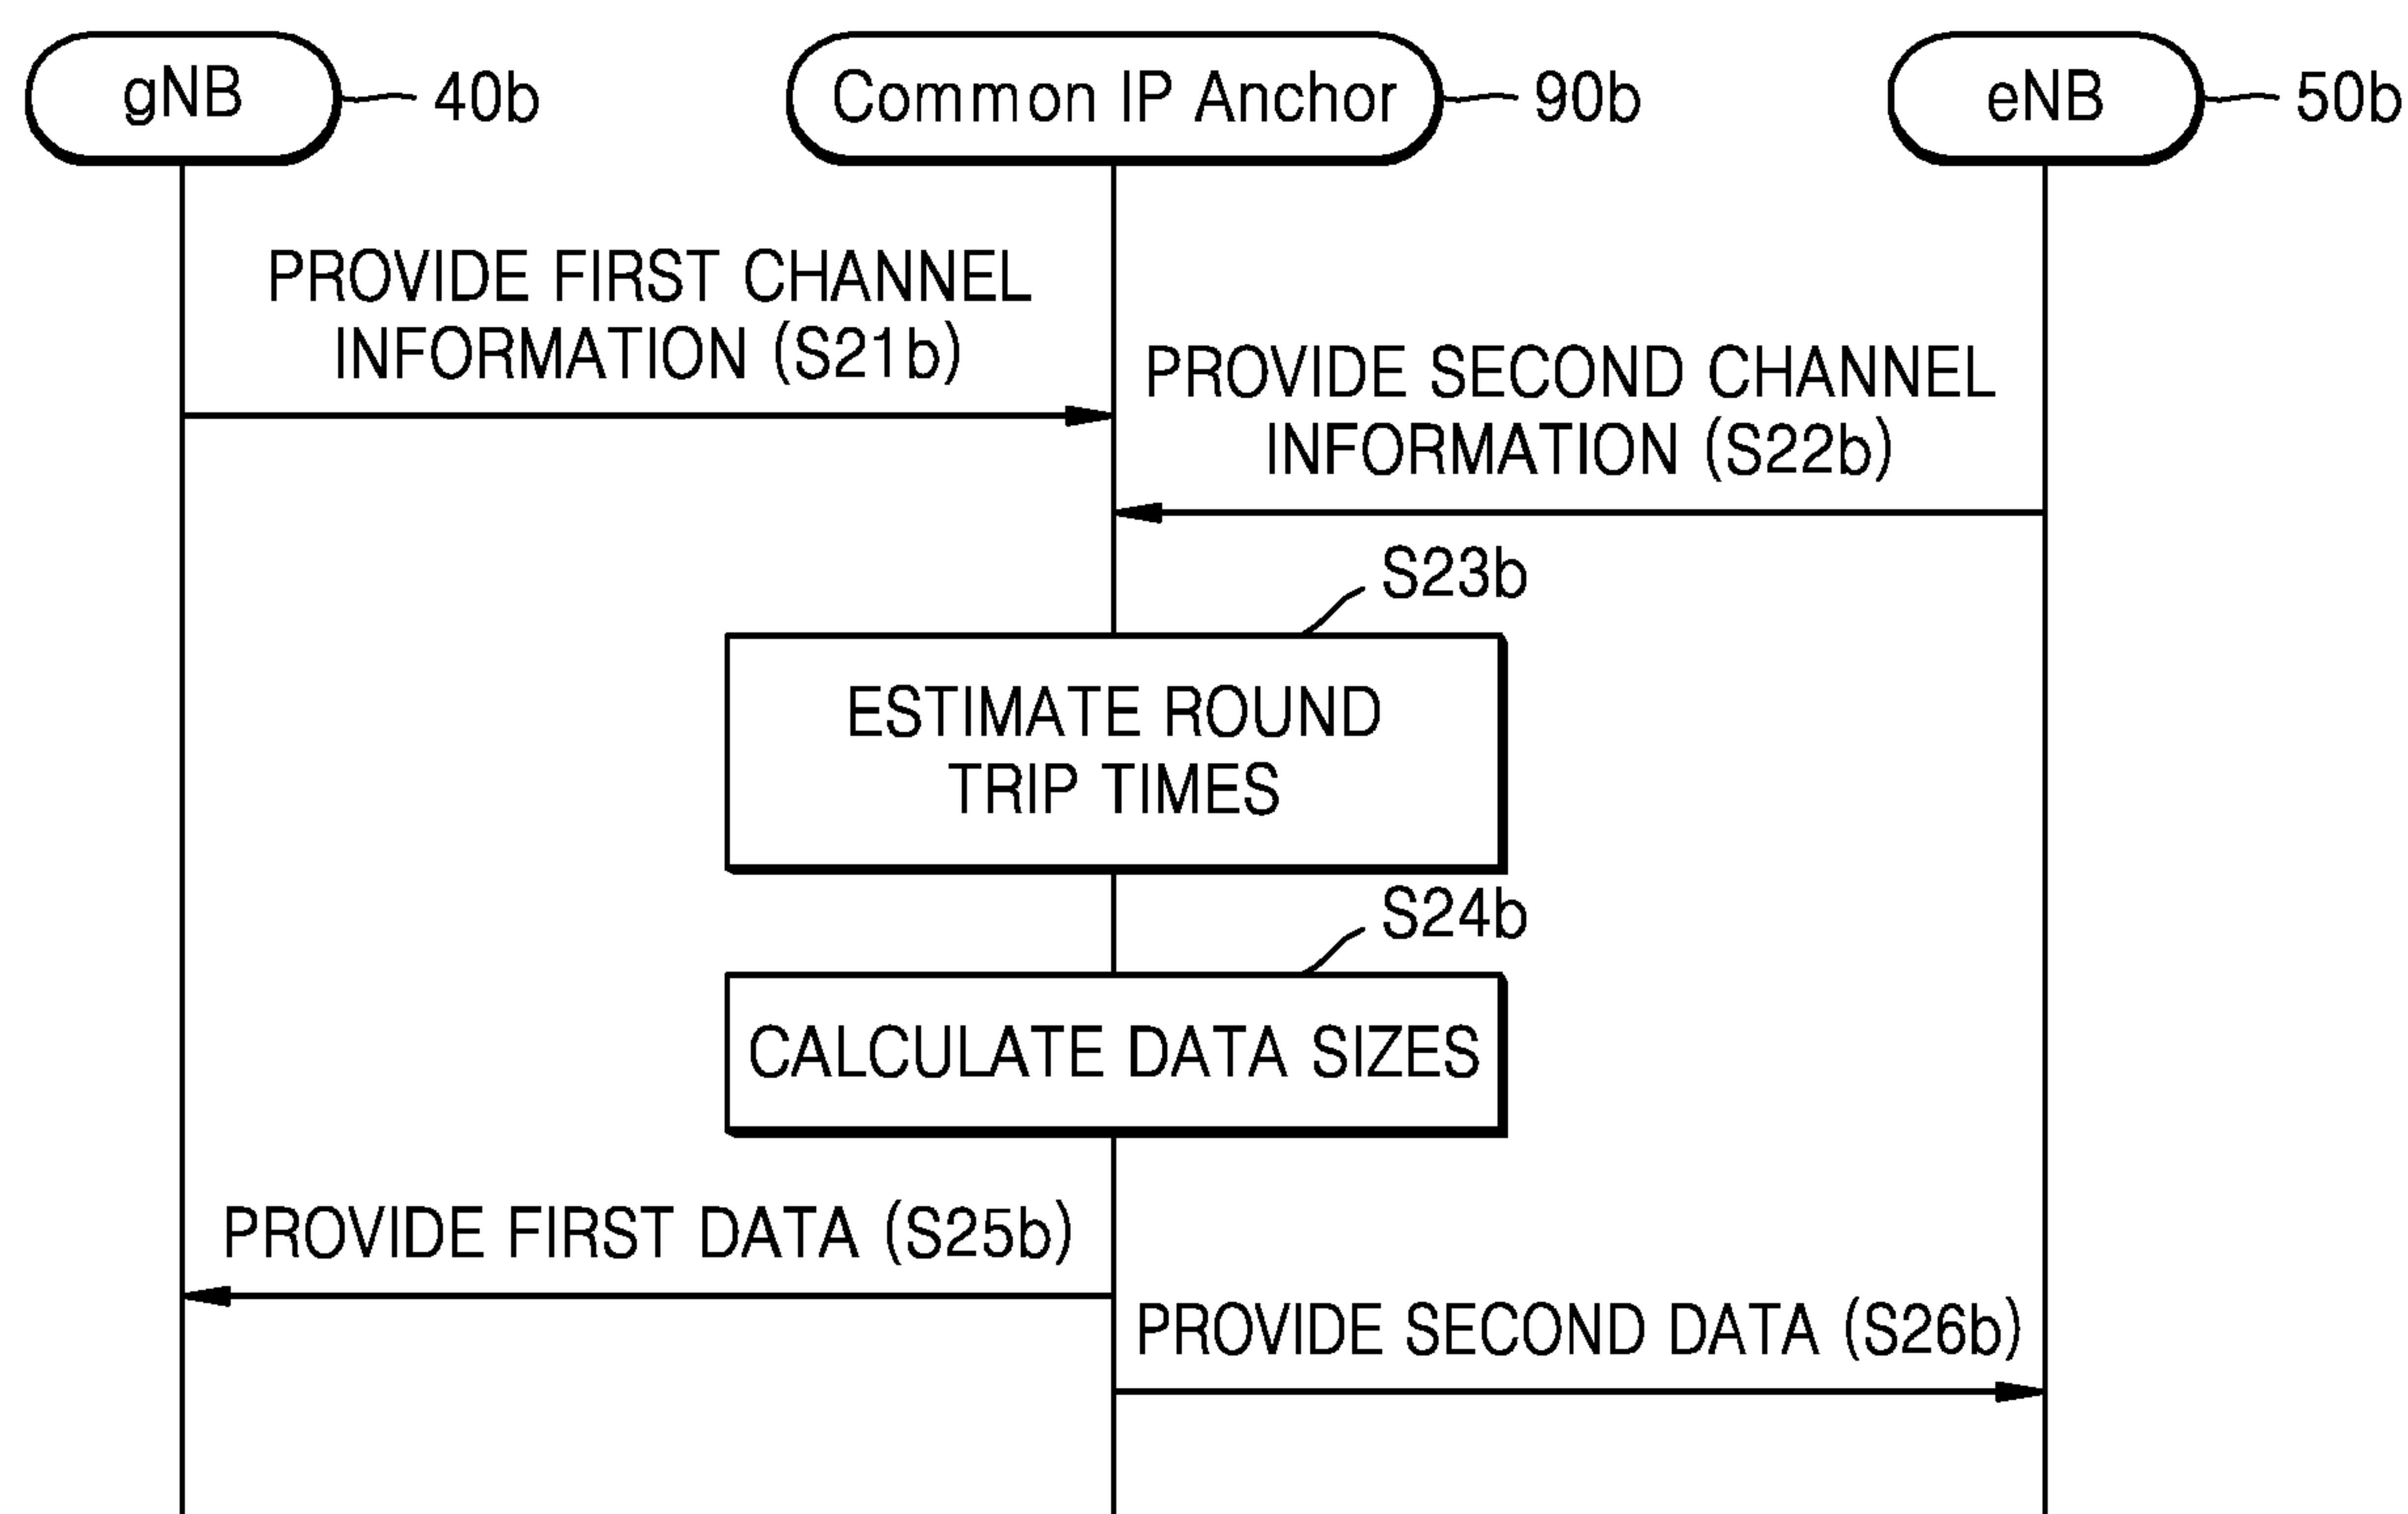 gNB 40b
Common IP Anchor 90b
eNB 50b
PROVIDE FIRST CHANNEL
INFORMATION (S21b)
PROVIDE SECOND CHANNEL
INFORMATION (S22b)
S23b
ESTIMATE ROUND
TRIP TIMES
S24b
CALCULATE DATA SIZES
PROVIDE FIRST DATA (S25b)
PROVIDE SECOND DATA (S26b)